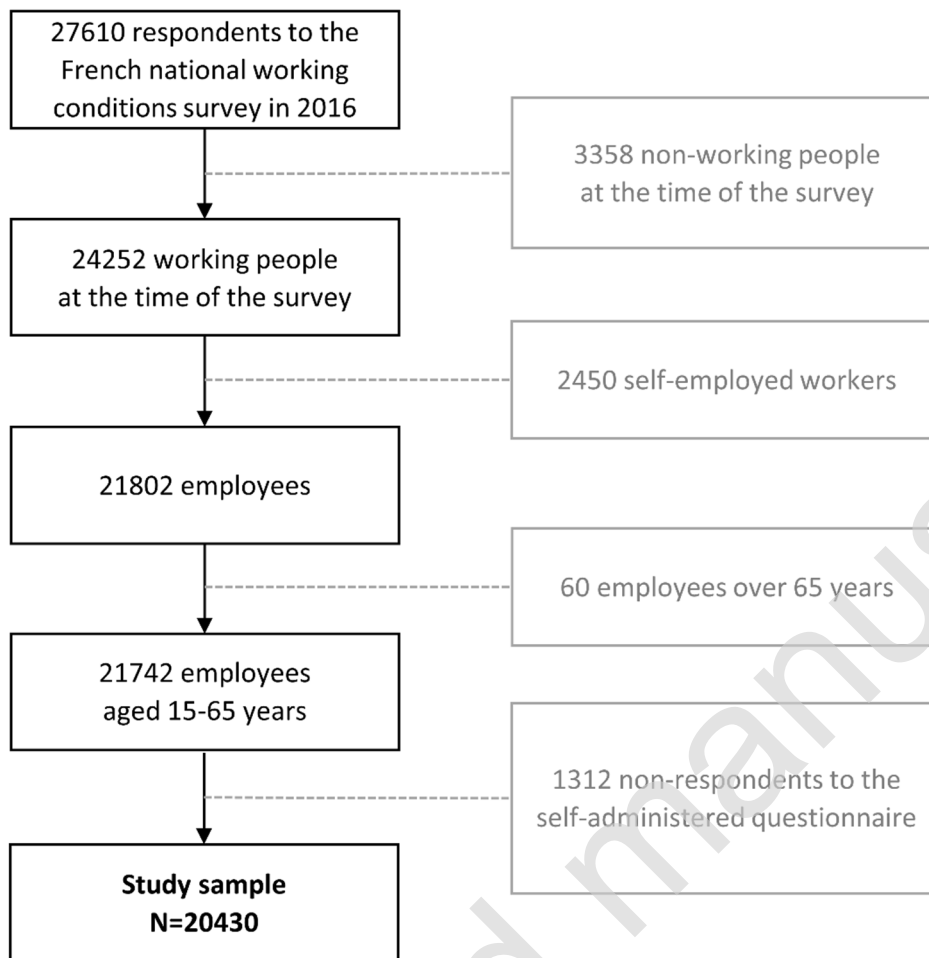 27610 respondents to the
French national working
conditions survey in 2016
3358 non-working people
at the time of the survey
24252 working people
at the time of the survey
2450 self-employed workers
21802 employees
60 employees over 65 years
21742 employees
aged 15-65 years
1312 non-respondents to the
self-administered questionnaire
Study sample
N=20430